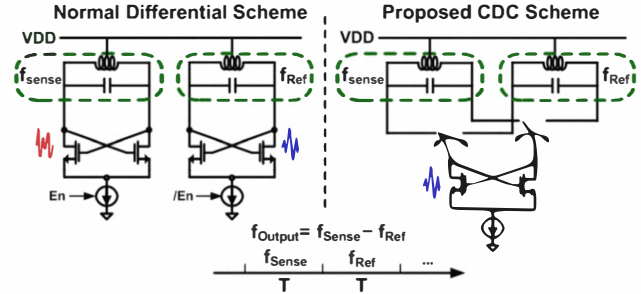 Normal Differential Scheme
Proposed CDC Scheme
VDD
VDD
fsense
fRef
fsense
fRef
En
/En
fOutput= fSense – fRef
fSense
fRef
...
T
T